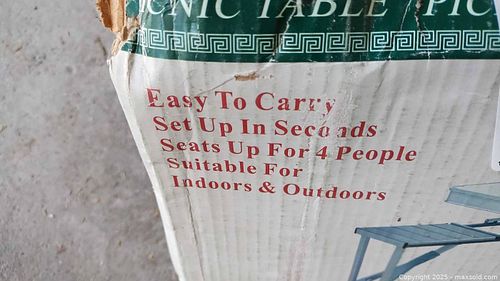 CNIC TABLE PIC
Easy To Carry
Set Up In Seconds
Seats Up For 4 People
Suitable For
Indoors & Outdoors
Copyright 2025 - maxsold.com